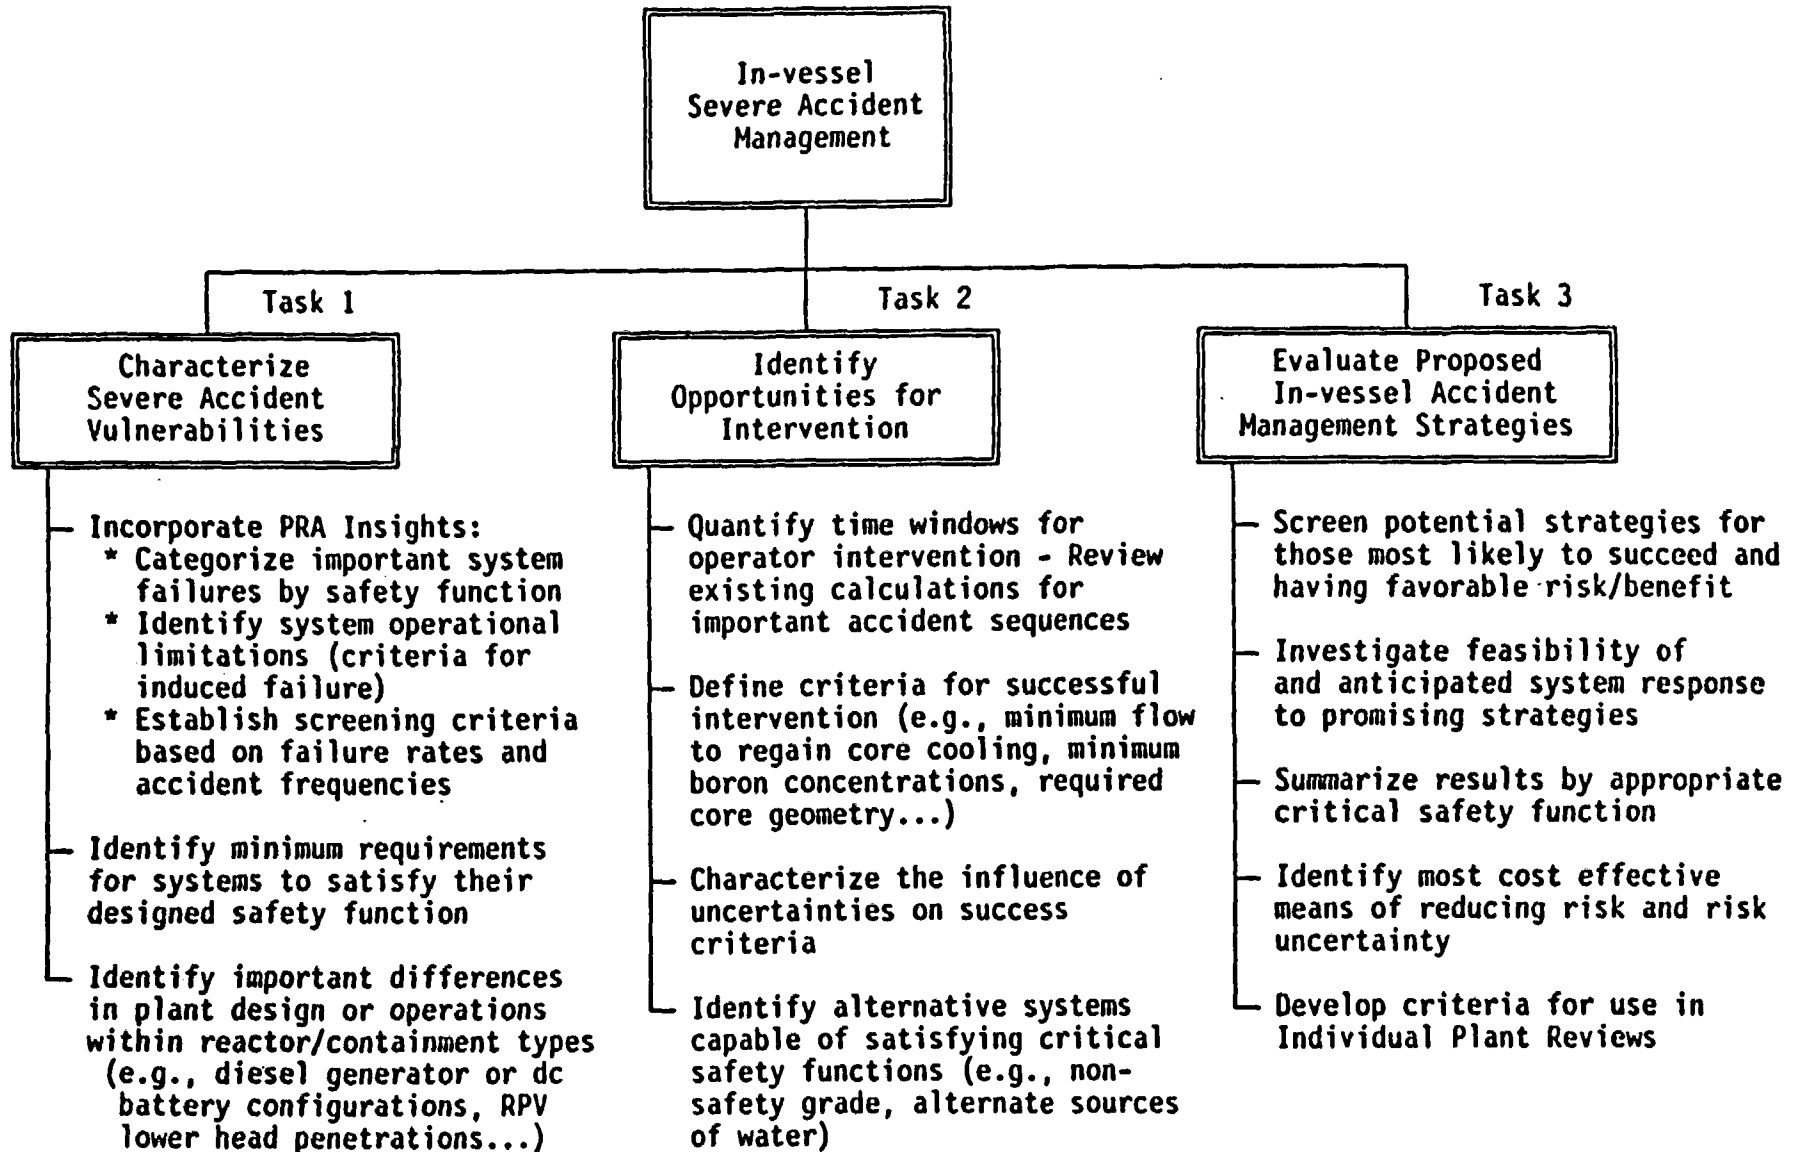 In-vessel
Severe Accident
Management
Task 1
Characterize
Severe Accident
Vulnerabilities
Incorporate PRA Insights:
* Categorize important system
failures by safety function
* Identify system operational
limitations (criteria for
induced failure)
* Establish screening criteria
based on failure rates and
accident frequencies
Identify minimum requirements
for systems to satisfy their
designed safety function
Identify important differences
in plant design or operations
within reactor/containment types
(e.g., diesel generator or dc
battery configurations, RPV
lower head penetrations...)
Task 2
Identify
Opportunities for
Intervention
Quantify time windows for
operator intervention - Review
existing calculations for
important accident sequences
Define criteria for successful
intervention (e.g., minimum flow
to regain core cooling, minimum
boron concentrations, required
core geometry...)
Characterize the influence of
uncertainties on success
criteria
Identify alternative systems
capable of satisfying critical
safety functions (e.g., non-
safety grade, alternate sources
of water)
Task 3
Evaluate Proposed
In-vessel Accident
Management Strategies
Screen potential strategies for
those most likely to succeed and
having favorable risk/benefit
Investigate feasibility of
and anticipated system response
to promising strategies
Summarize results by appropriate
critical safety function
Identify most cost effective
means of reducing risk and risk
uncertainty
Develop criteria for use in
Individual Plant Reviews